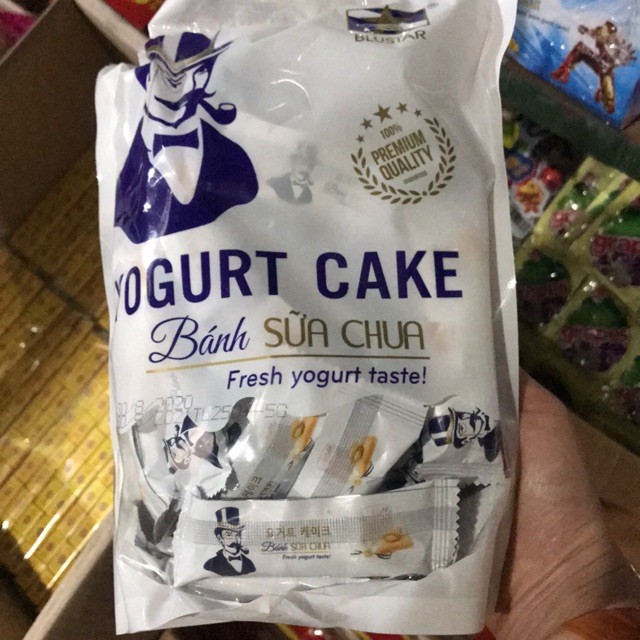 BLUSTAR
100%
PREMIUM
QUALITY
YOGURT CAKE
Bánh SỮA CHUA
Fresh yogurt taste!
요거트 케이크
Bánh SỮA CHUA
Fresh yogurt taste!